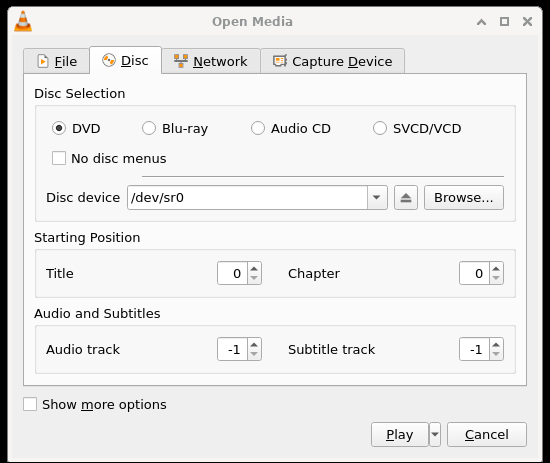 Open Media
File Disc Network Capture Device
Disc Selection
DVD Blu-ray Audio CD SVCD/VCD
No disc menus
Disc device /dev/sr0 Browse...
Starting Position
Title 0 Chapter 0
Audio and Subtitles
Audio track -1 Subtitle track -1
Show more options
Play Cancel